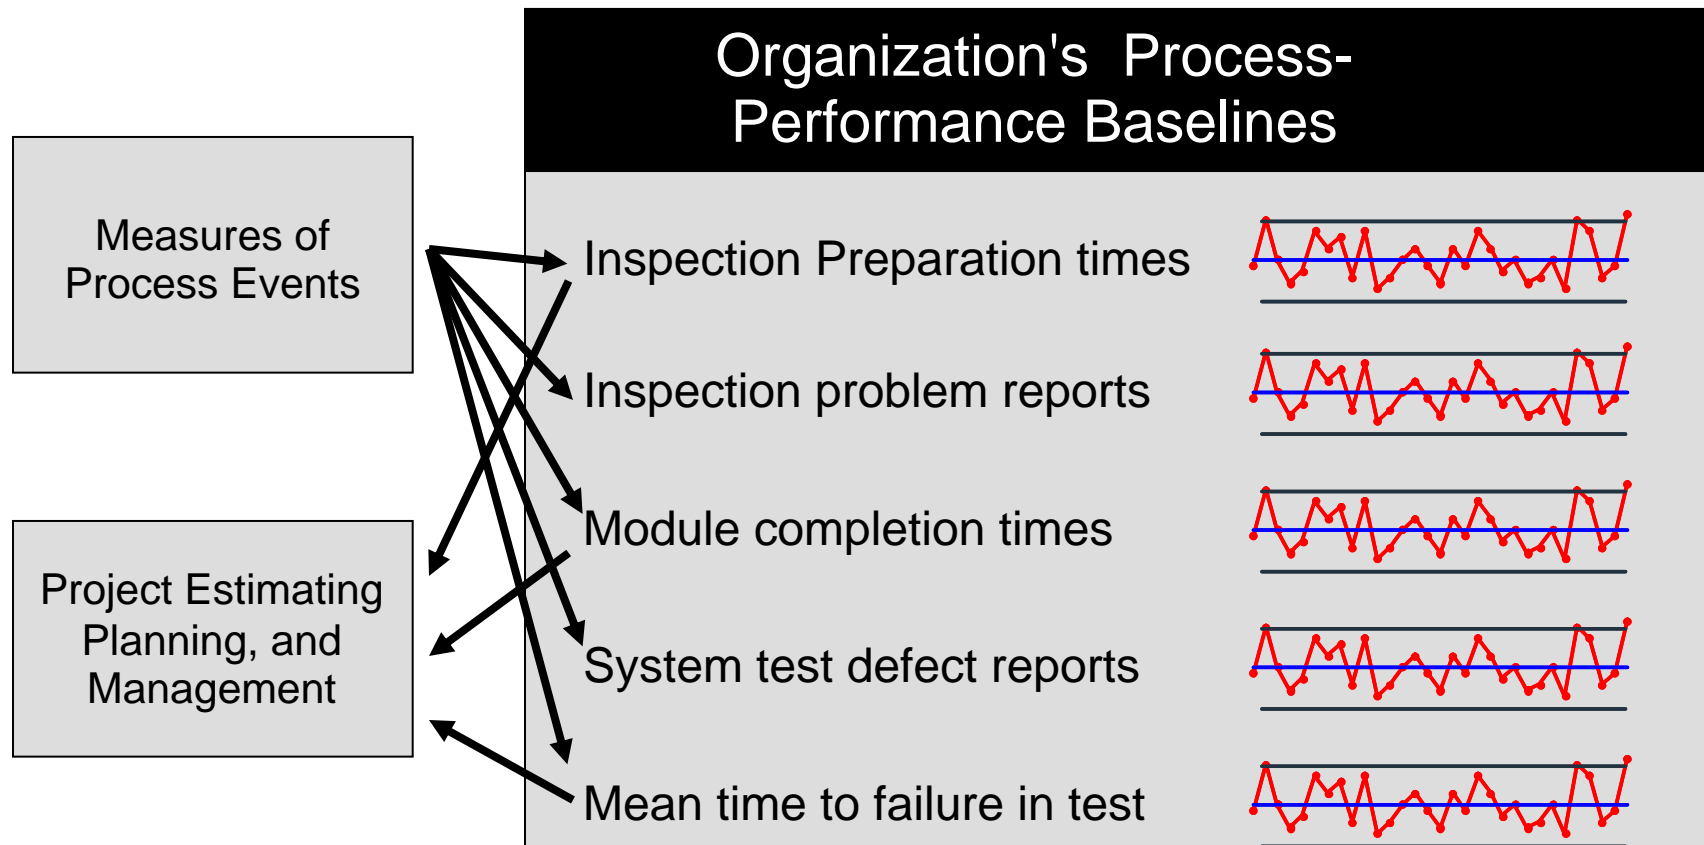 Organization's Process-
Performance Baselines
Measures of
Process Events
Project Estimating
Planning, and
Management
Inspection Preparation times
Inspection problem reports
Module completion times
System test defect reports
Mean time to failure in test